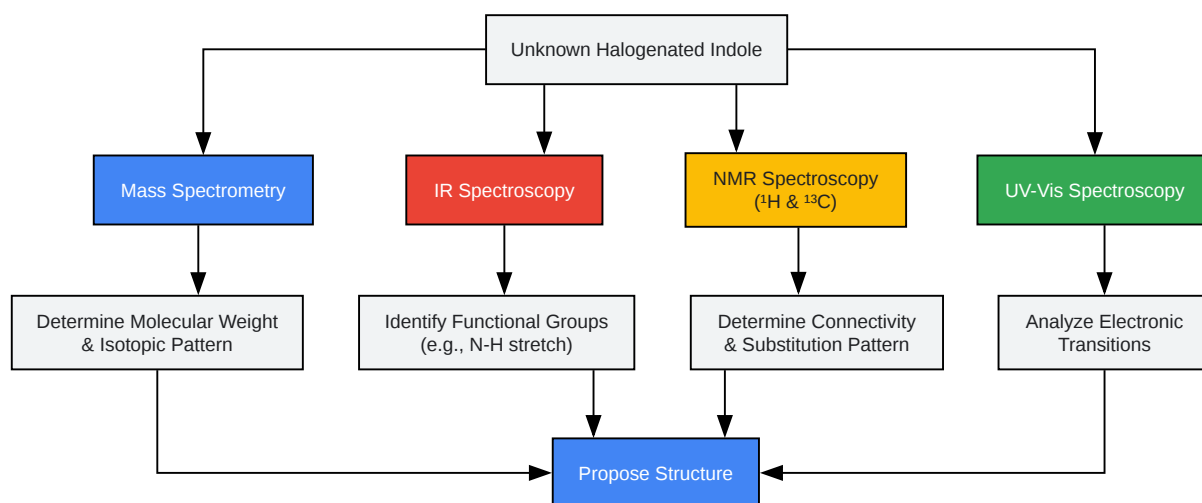 Unknown Halogenated Indole
Mass Spectrometry
IR Spectroscopy
NMR Spectroscopy
(¹H & ¹³C)
UV-Vis Spectroscopy
Determine Molecular Weight
& Isotopic Pattern
Identify Functional Groups
(e.g., N-H stretch)
Determine Connectivity
& Substitution Pattern
Analyze Electronic
Transitions
Propose Structure